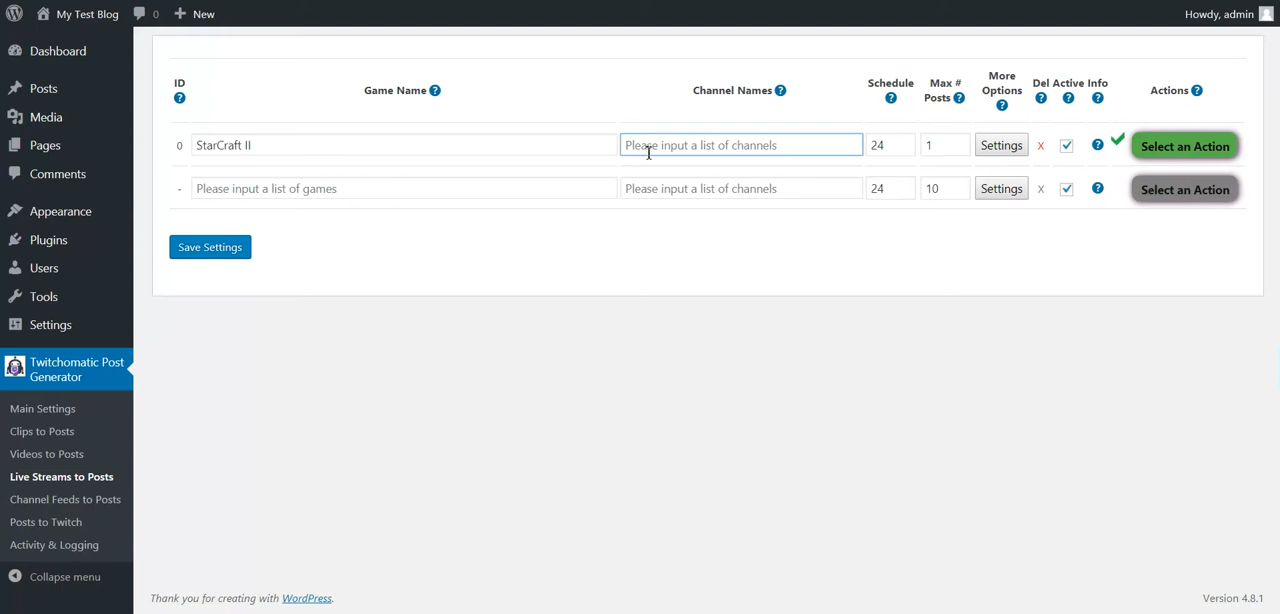 My Test Blog 0 New Howdy, admin
Dashboard
Posts
Media
Pages
Comments
Appearance
Plugins
Users
Tools
Settings
Twitchomatic Post
Generator
Main Settings
Clips to Posts
Videos to Posts
Live Streams to Posts
Channel Feeds to Posts
Posts to Twitch
Activity & Logging
Collapse menu
ID ? Game Name ? Channel Names ? Schedule ? Max # Posts ? More Options ? Del ? Active ? Info ? Actions ?
0 StarCraft II Please input a list of channels 24 1 Settings X ? Select an Action
- Please input a list of games Please input a list of channels 24 10 Settings X ? Select an Action
Save Settings
Thank you for creating with WordPress. Version 4.8.1